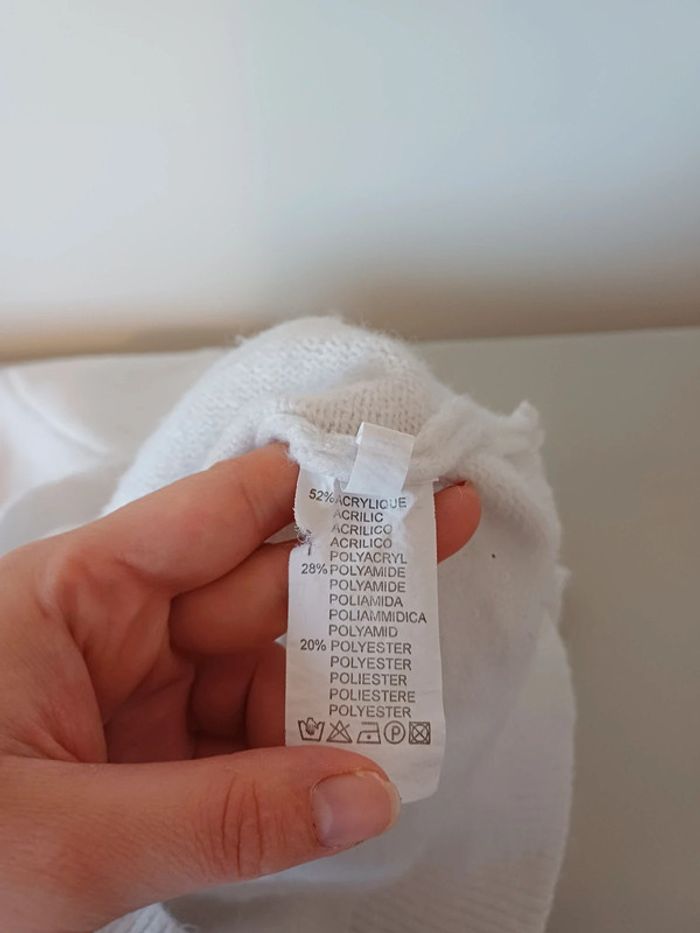 52% ACRYLIQUE
ACRILIC
ACRILICO
ACRILICO
POLYACRYL
28% POLYAMIDE
POLYAMIDE
POLIAMIDA
POLIAMMIDICA
POLYAMID
20% POLYESTER
POLYESTER
POLIESTER
POLIESTERE
POLYESTER
P